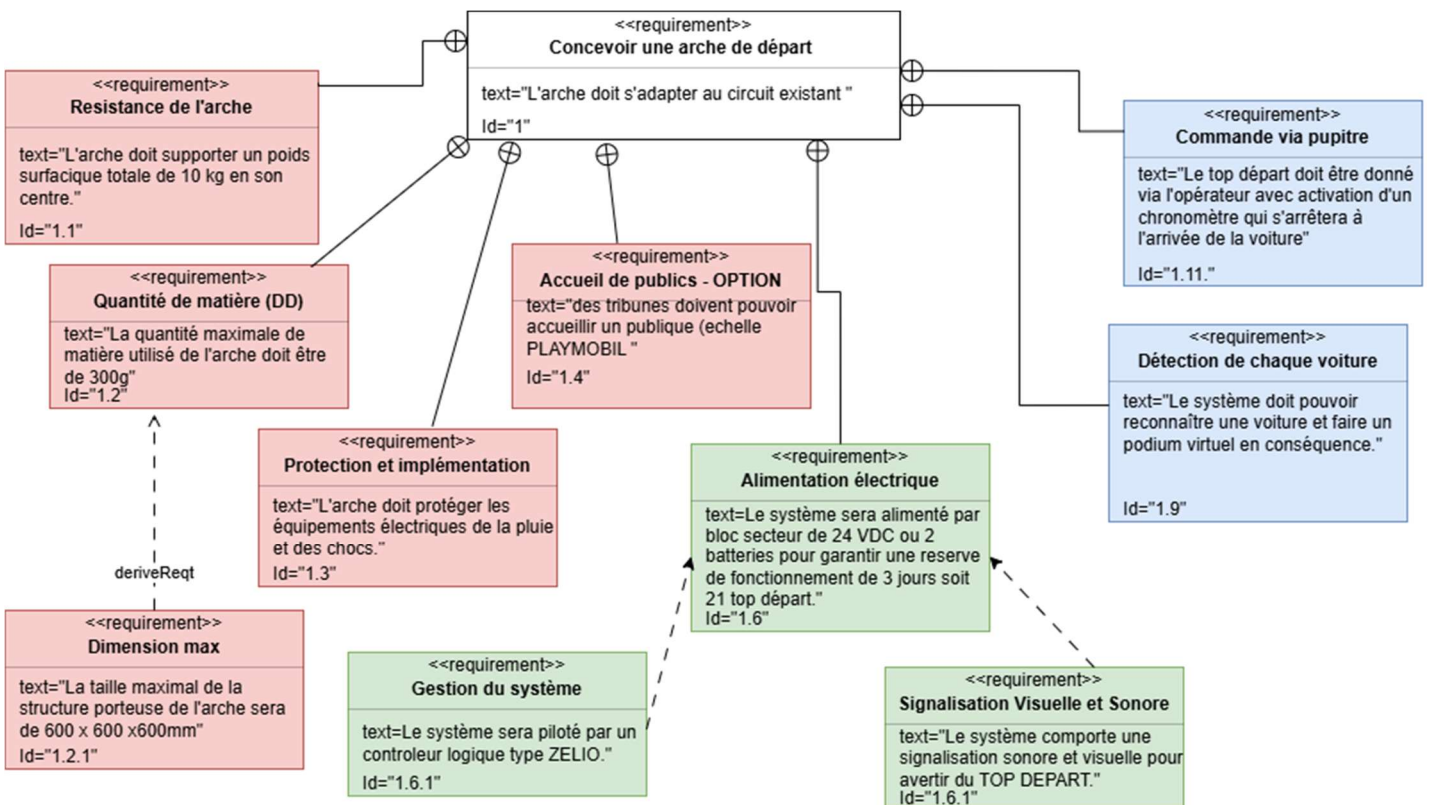 <<requirement>>
Concevoir une arche de départ
text="L'arche doit s'adapter au circuit existant "
Id="1"
<<requirement>>
Resistance de l'arche
text="L'arche doit supporter un poids
surfacique totale de 10 kg en son
centre."
Id="1.1"
<<requirement>>
Commande via pupitre
text="Le top départ doit être donné
via l'opérateur avec activation d'un
chronomètre qui s'arrêtera à
l'arrivée de la voiture"
Id="1.11."
<<requirement>>
Quantité de matière (DD)
text="La quantité maximale de
matière utilisé de l'arche doit être
de 300g"
Id="1.2"
<<requirement>>
Accueil de publics - OPTION
text="des tribunes doivent pouvoir
accueillir un publique (echelle
PLAYMOBIL "
Id="1.4"
<<requirement>>
Détection de chaque voiture
text="Le système doit pouvoir
reconnaître une voiture et faire un
podium virtuel en conséquence."
Id="1.9"
<<requirement>>
Protection et implémentation
text="L'arche doit protéger les
équipements électriques de la pluie
et des chocs."
Id="1.3"
<<requirement>>
Alimentation électrique
text=Le système sera alimenté par
bloc secteur de 24 VDC ou 2
batteries pour garantir une reserve
de fonctionnement de 3 jours soit
21 top départ."
Id="1.6"
deriveReqt
<<requirement>>
Dimension max
text="La taille maximal de la
structure porteuse de l'arche sera
de 600 x 600 x600mm"
Id="1.2.1"
<<requirement>>
Gestion du système
text=Le système sera piloté par un
controleur logique type ZELIO."
Id="1.6.1"
<<requirement>>
Signalisation Visuelle et Sonore
text="Le système comporte une
signalisation sonore et visuelle pour
avertir du TOP DEPART."
Id="1.6.1"